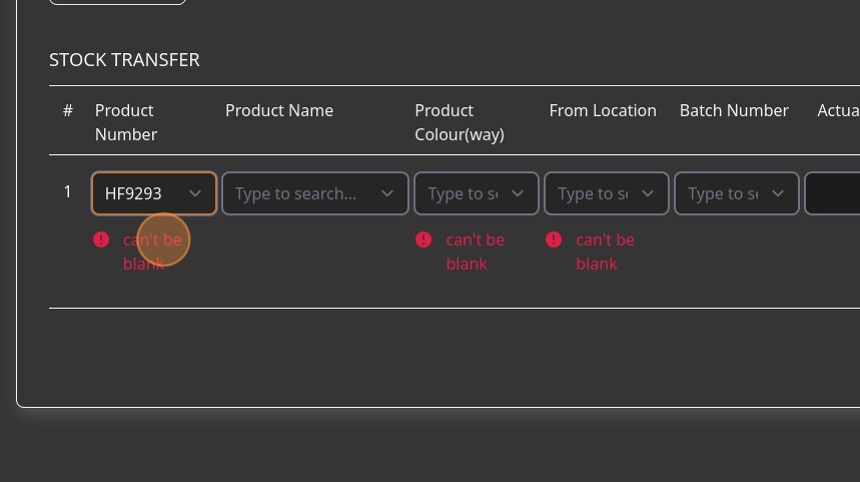 STOCK TRANSFER
# Product Number Product Name Product Colour(way) From Location Batch Number Actua
1 HF9293 Type to search... Type to s Type to s Type to s
can't be blank can't be blank can't be blank